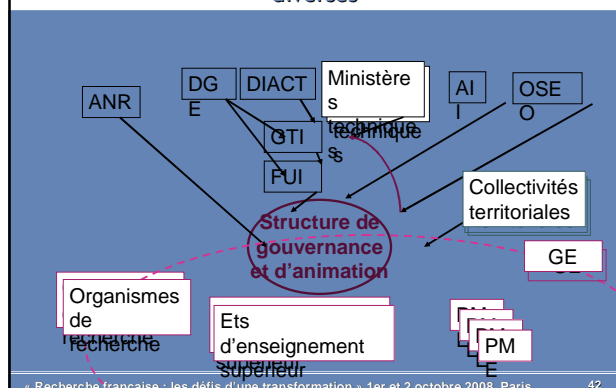 diverses
Ministère
s
techniques
DG
E
DIACT
AI
I
OSE
O
ANR
GTI
FUI
Collectivités
territoriales
Structure de
gouvernance
et d'animation
GE
Organismes
de
recherche
Ets
d'enseignement
supérieur
PM
E
« Recherche française : les défis d'une transformation » 1er et 2 octobre 2008, Paris
42